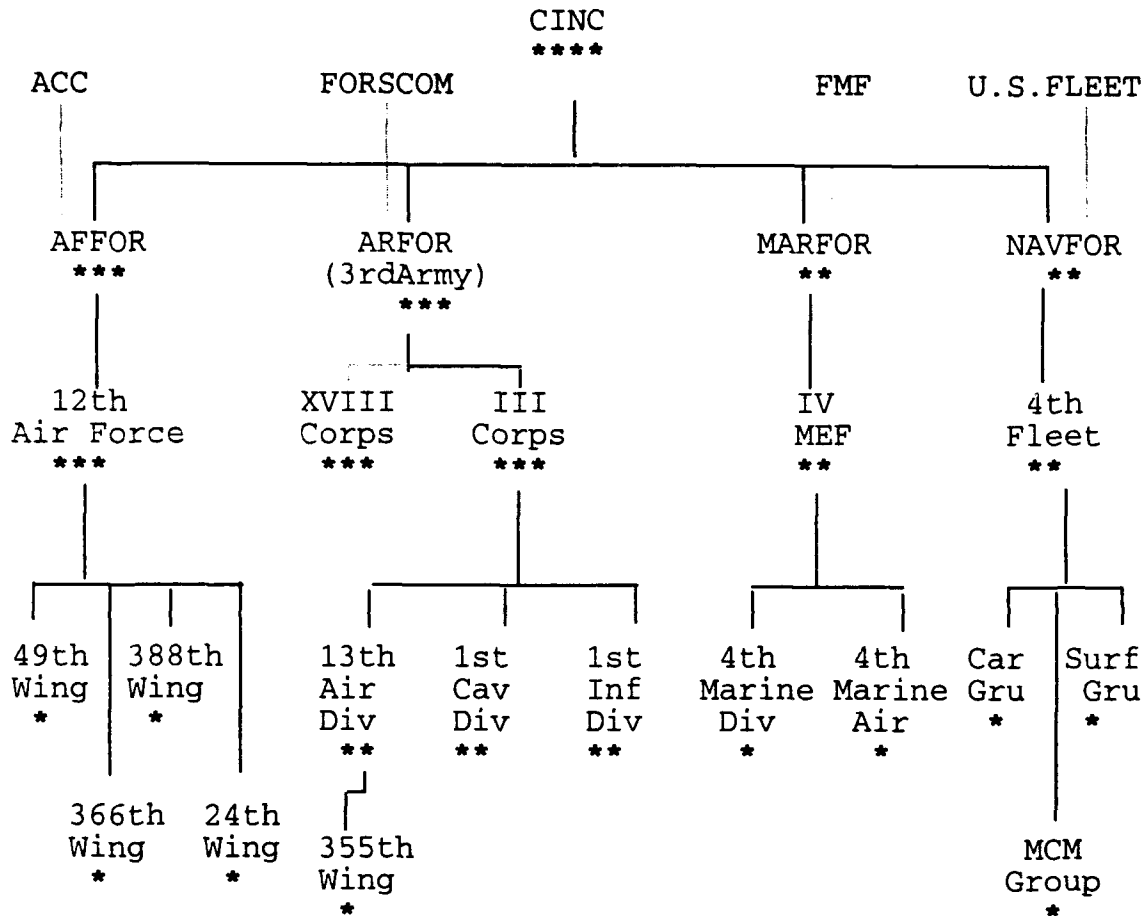 CINC
****
ACC FORSCOM FMF U.S.FLEET
AFFOR ARFOR MARFOR NAVFOR
*** (3rdArmy) ** **
***
12th XVIII III IV 4th
Air Force Corps Corps MEF Fleet
*** *** *** ** **
49th 388th 13th 1st 1st 4th 4th Car Surf
Wing Wing Air Cav Inf Marine Marine Gru Gru
* * Div Div Div Div Air * *
** ** ** * *
366th 24th 355th MCM
Wing Wing Wing Group
* * * *